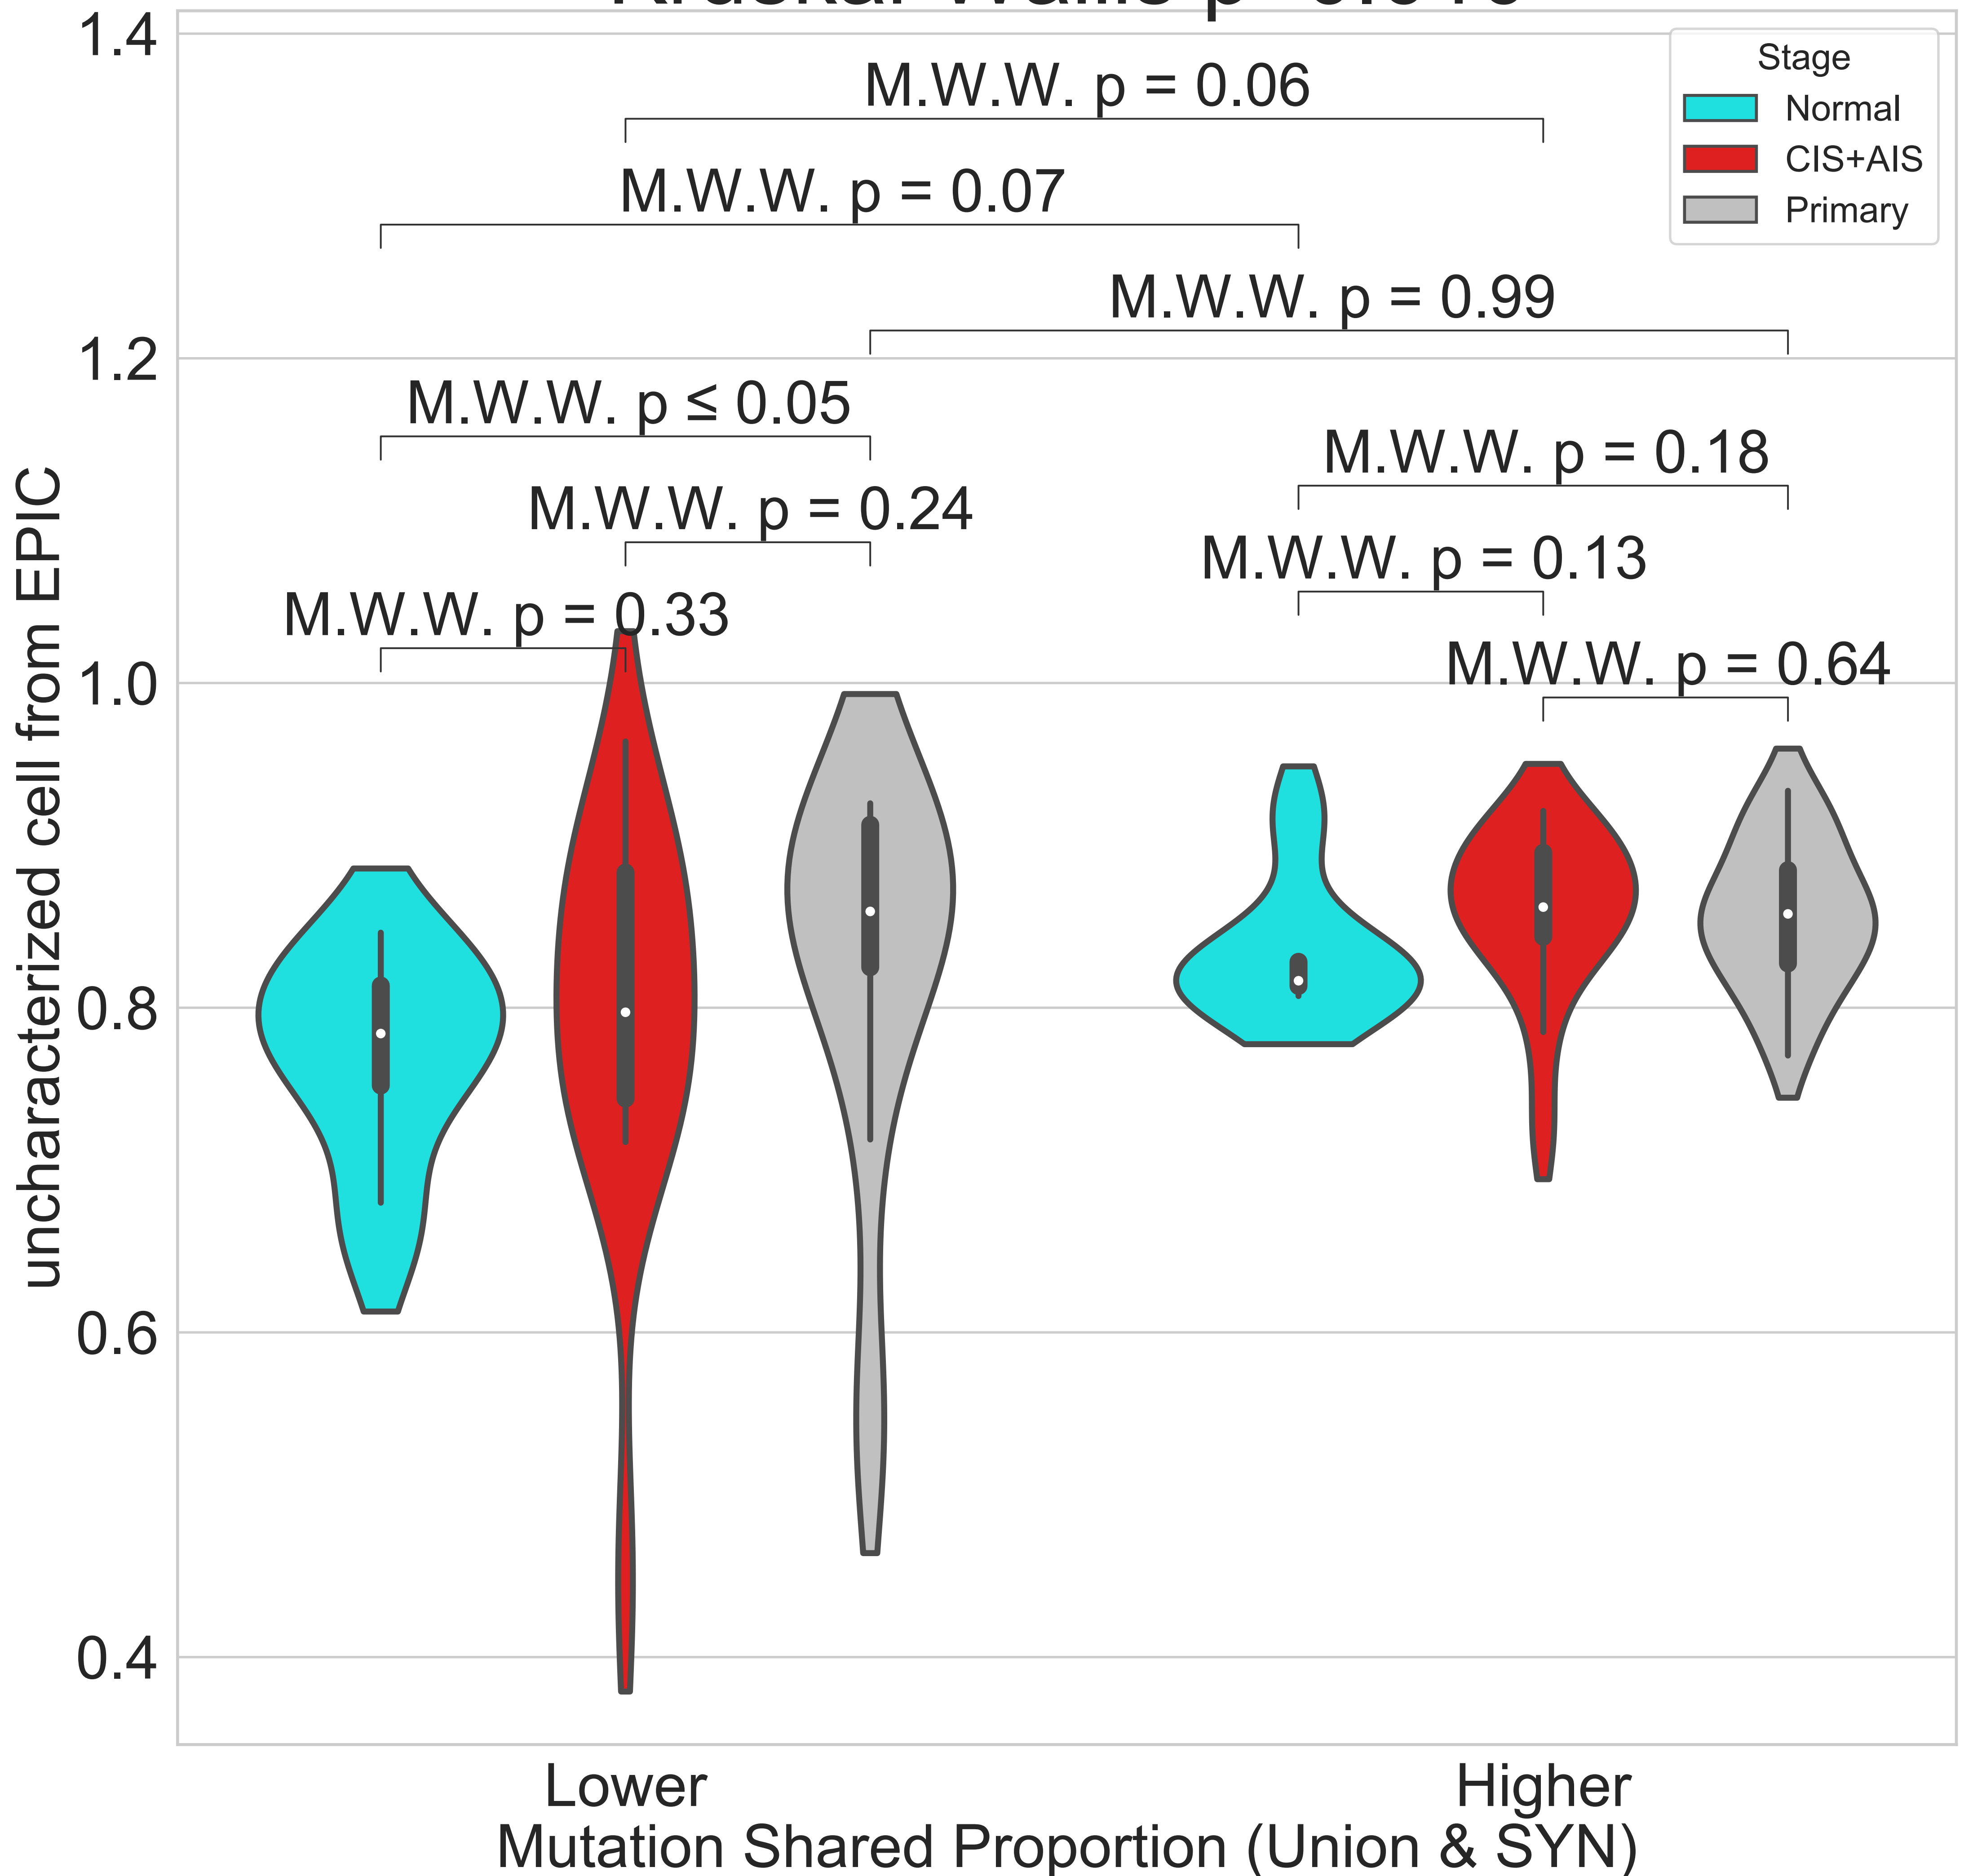 1.4
M.W.W. p = 0.06
Stage
Normal
CIS+AIS
Primary
M.W.W. p = 0.07
M.W.W. p = 0.99
1.2
M.W.W. p ≤ 0.05
M.W.W. p = 0.18
M.W.W. p = 0.24
M.W.W. p = 0.13
M.W.W. p = 0.33
M.W.W. p = 0.64
1.0
0.8
0.6
0.4
uncharacterized cell from EPIC
Lower
Higher
Mutation Shared Proportion (Union & SYN)